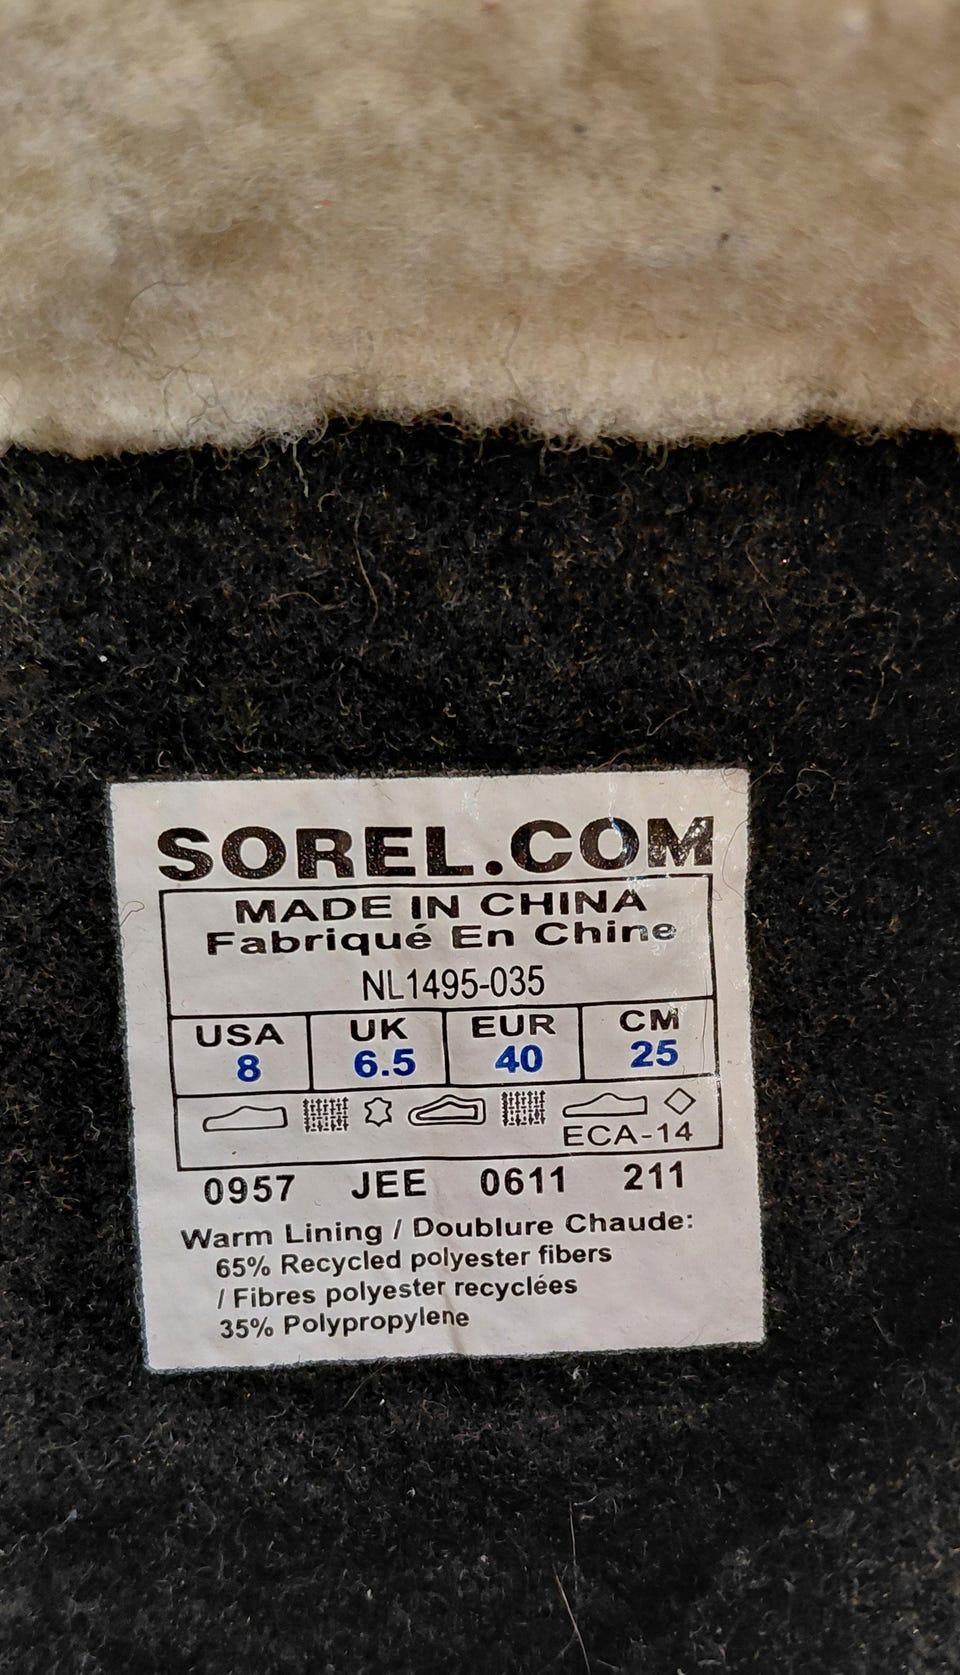 SOREL.COM
MADE IN CHINA
Fabriqué En Chine
NL1495-035
USA UK EUR CM
8 6.5 40 25
ECA-14
0957 JEE 0611 211
Warm Lining / Doublure Chaude:
65% Recycled polyester fibers
/ Fibres polyester recyclées
35% Polypropylene